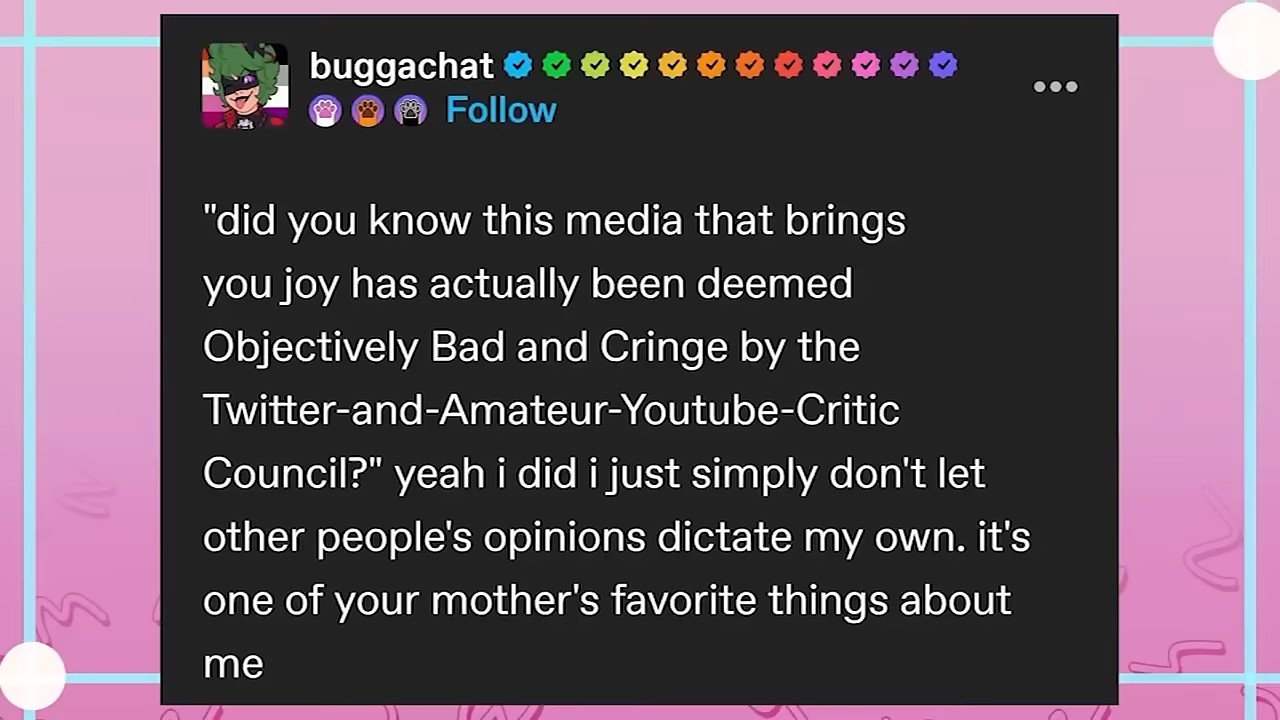 buggachat
Follow
"did you know this media that brings
you joy has actually been deemed
Objectively Bad and Cringe by the
Twitter-and-Amateur-Youtube-Critic
Council?" yeah i did i just simply don't let
other people's opinions dictate my own. it's
one of your mother's favorite things about
me